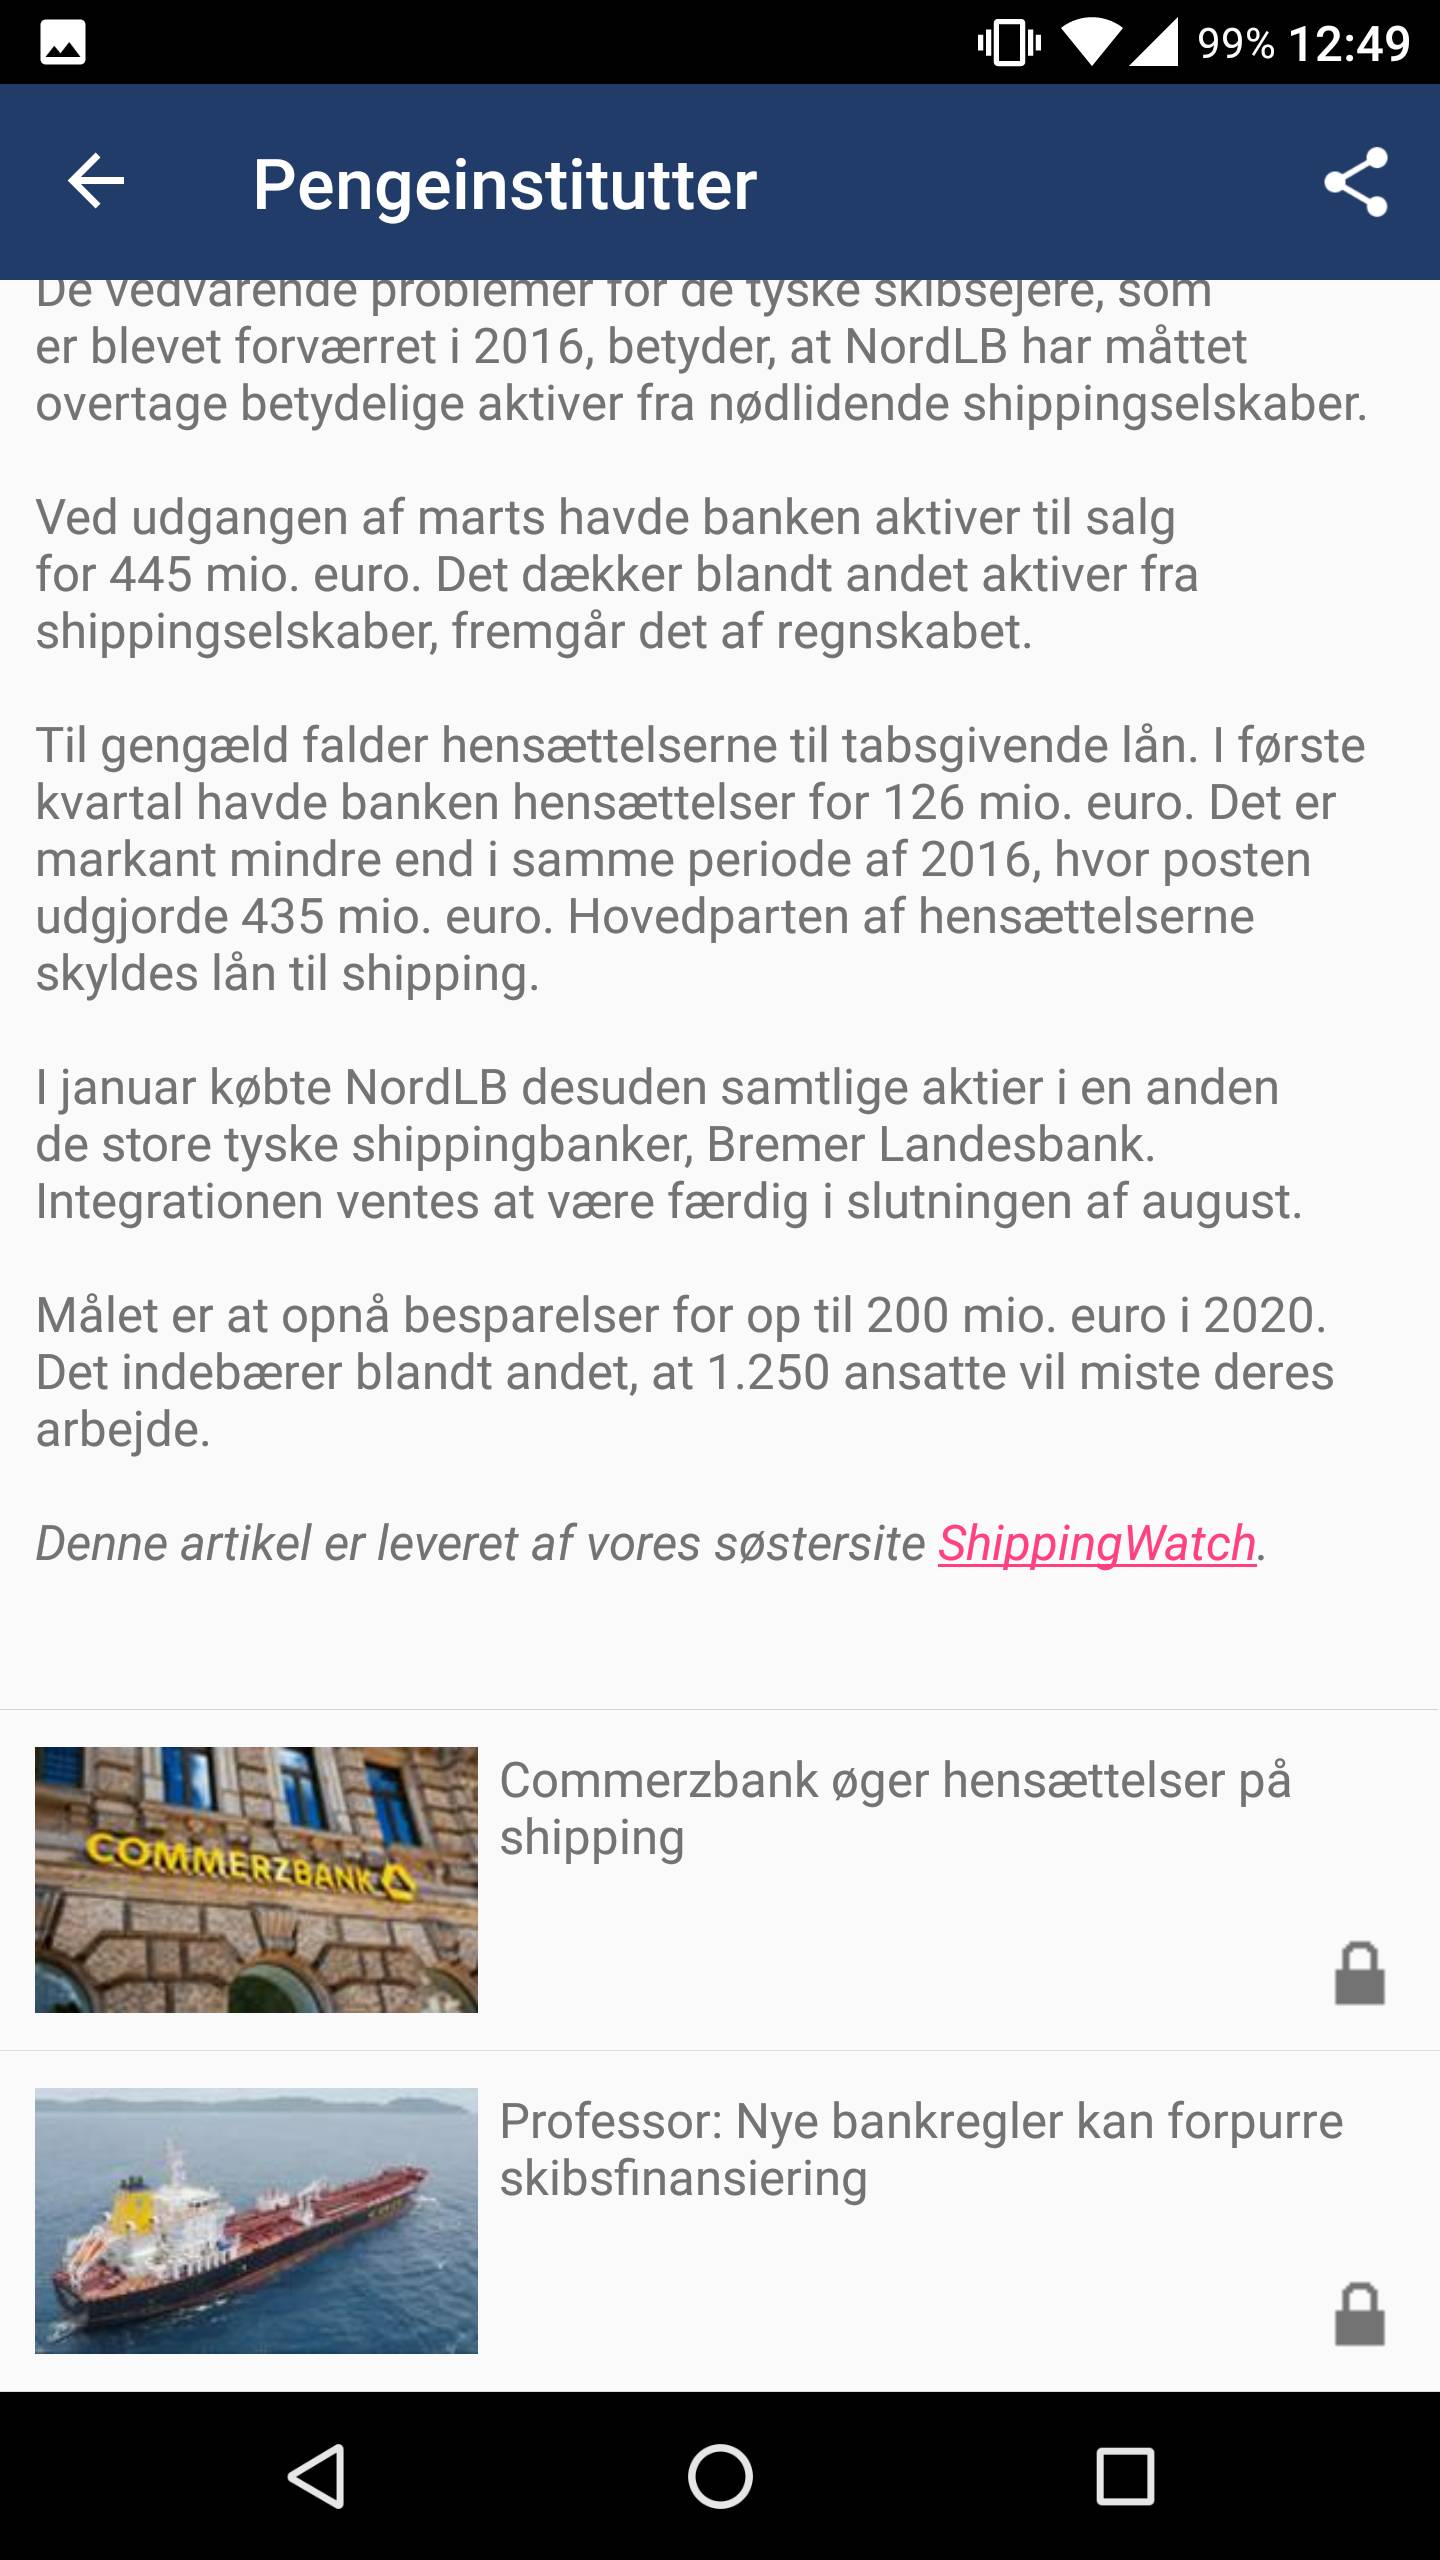 99% 12:49
Pengeinstitutter
De vedvarende problemer for de tyske skibsejere, som
er blevet forværret i 2016, betyder, at NordLB har måttet
overtage betydelige aktiver fra nødlidende shippingselskaber.
Ved udgangen af marts havde banken aktiver til salg
for 445 mio. euro. Det dækker blandt andet aktiver fra
shippingselskaber, fremgår det af regnskabet.
Til gengæld falder hensættelserne til tabsgivende lån. I første
kvartal havde banken hensættelser for 126 mio. euro. Det er
markant mindre end i samme periode af 2016, hvor posten
udgjorde 435 mio. euro. Hovedparten af hensættelserne
skyldes lån til shipping.
I januar købte NordLB desuden samtlige aktier i en anden
de store tyske shippingbanker, Bremer Landesbank.
Integrationen ventes at være færdig i slutningen af august.
Målet er at opnå besparelser for op til 200 mio. euro i 2020.
Det indebærer blandt andet, at 1.250 ansatte vil miste deres
arbejde.
Denne artikel er leveret af vores søstersite ShippingWatch.
COMMERZBANK
Commerzbank øger hensættelser på
shipping
Professor: Nye bankregler kan forpurre
skibsfinansiering